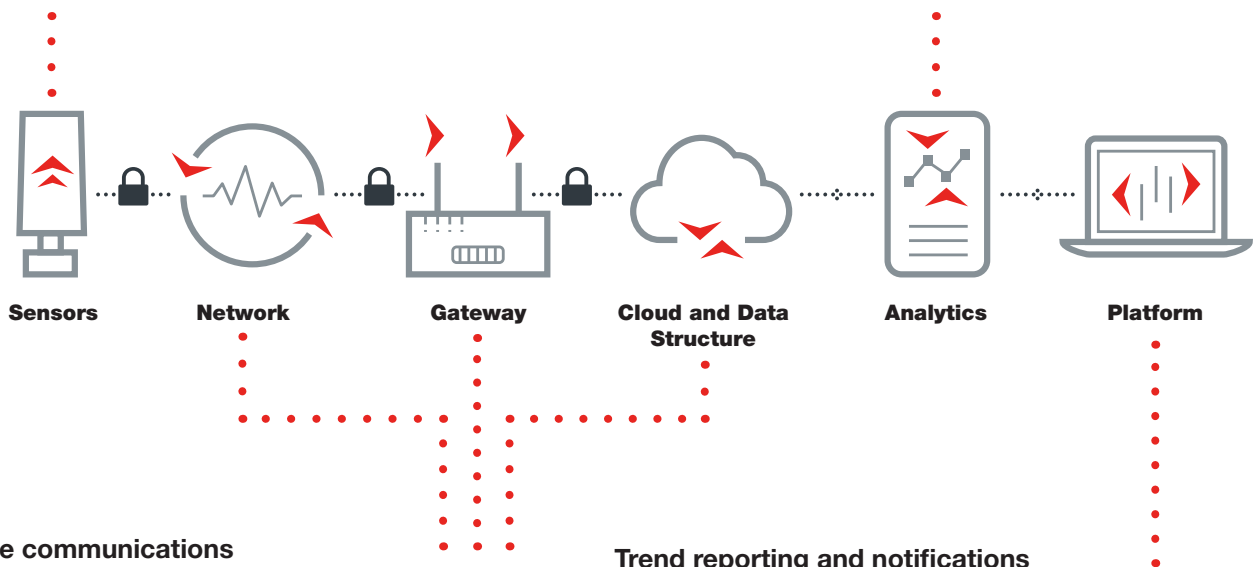 Sensors
Network
Gateway
Cloud and Data
Structure
Analytics
Platform
e communications
Trend reporting and notifications